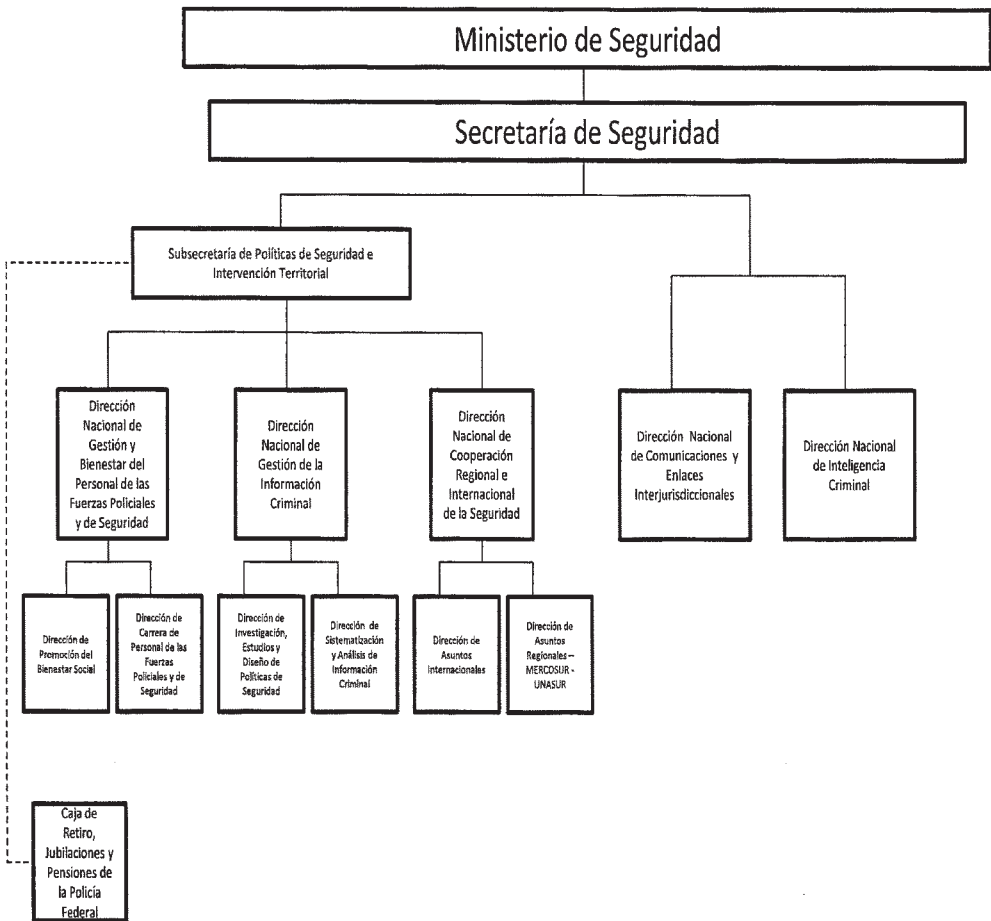 Ministerio de Seguridad
Secretaría de Seguridad
Subsecretaría de Políticas de Seguridad e
Intervención Territorial
Dirección
Nacional de
Gestión y
Bienestar del
Personal de las
Fuerzas Policiales
y de Seguridad
Dirección
Nacional de
Gestión de la
Información
Criminal
Dirección
Nacional de
Cooperación
Regional e
Internacional
de la Seguridad
Dirección Nacional
de Comunicaciones y
Enlaces
Interjurisdiccionales
Dirección Nacional
de Inteligencia
Criminal
Dirección de
Promoción del
Bienestar Social
Dirección de
Carrera de
Personal de las
Fuerzas
Policiales y de
Seguridad
Dirección de
Investigación,
Estudios y
Diseño de
Políticas de
Seguridad
Dirección de
Sistematización
y Análisis de
Información
Criminal
Dirección de
Asuntos
Internacionales
Dirección de
Asuntos
Regionales –
MERCOSUR -
UNASUR
Caja de
Retiro,
Jubilaciones y
Pensiones de
la Policía
Federal